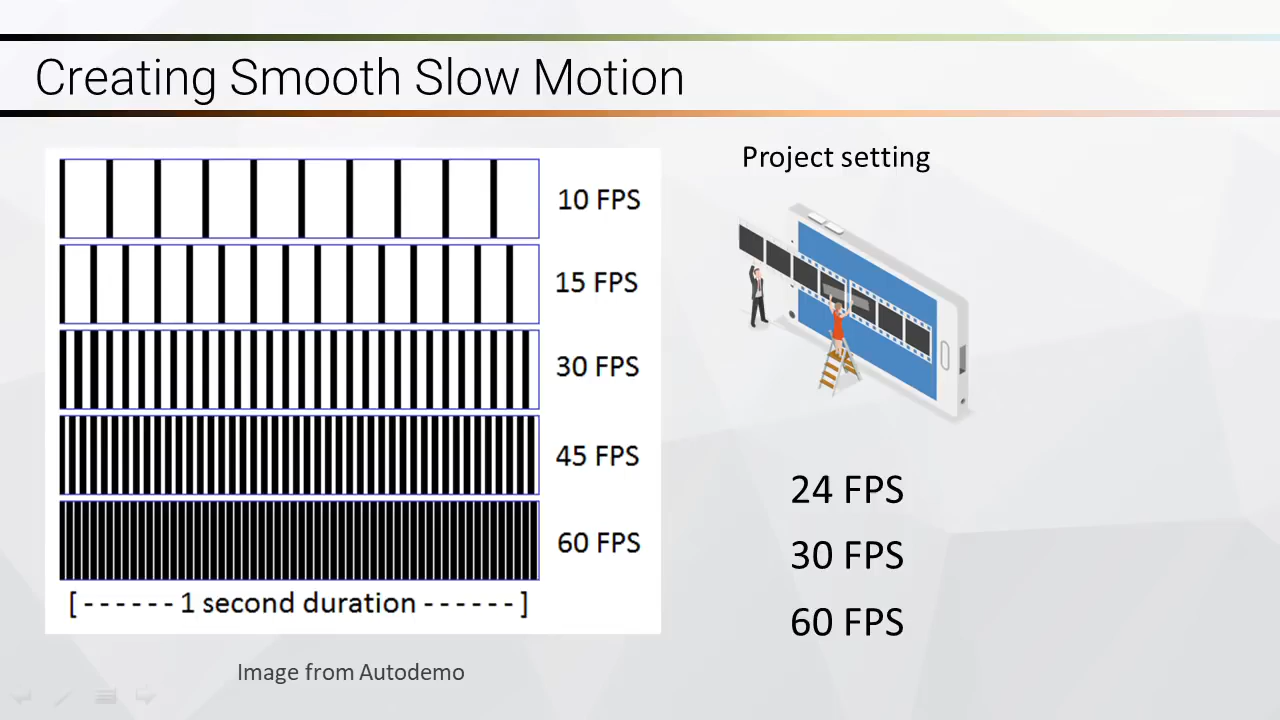 Creating Smooth Slow Motion
10 FPS
15 FPS
30 FPS
45 FPS
60 FPS
[ - - - - - - 1 second duration - - - - - - ]
Image from Autodemo
Project setting
24 FPS
30 FPS
60 FPS